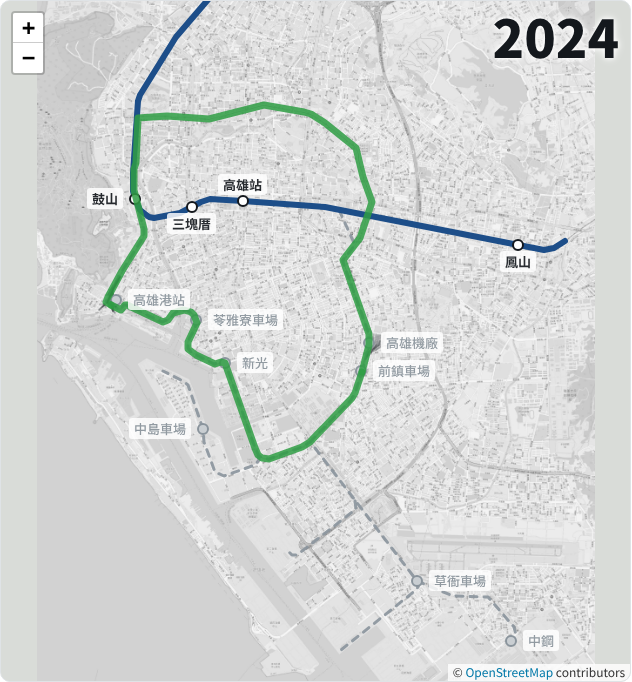 +
2024
−
高雄站
鼓山
三塊厝
鳳山
高雄港站
苓雅寮車場
高雄機廠
新光
前鎮車場
中島車場
草衙車場
中鋼
© OpenStreetMap contributors